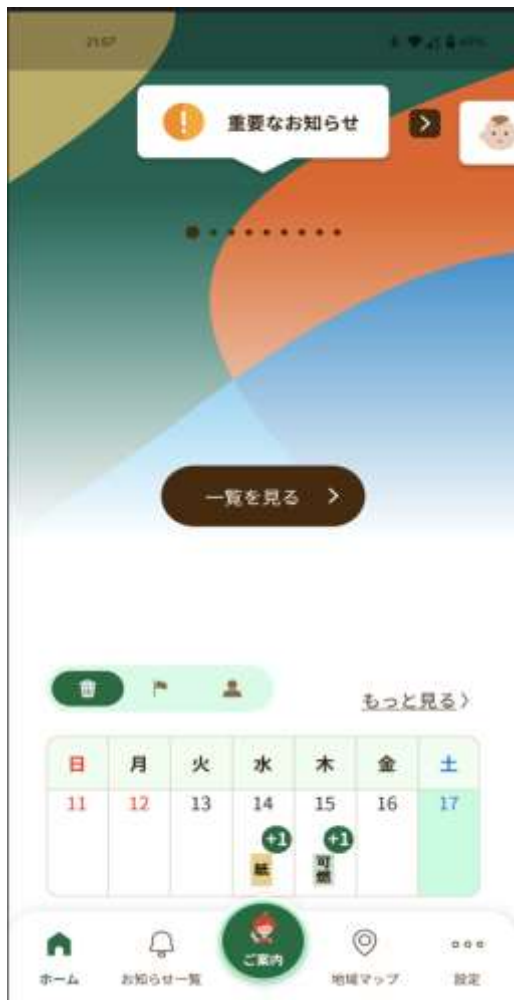 21:07
重要なお知らせ
一覧を見る
もっと見る
日 月 火 水 木 金 土
11 12 13 14 15 16 17
+1 +1
紙 可燃
ご案内
ホーム お知らせ一覧 地域マップ 設定